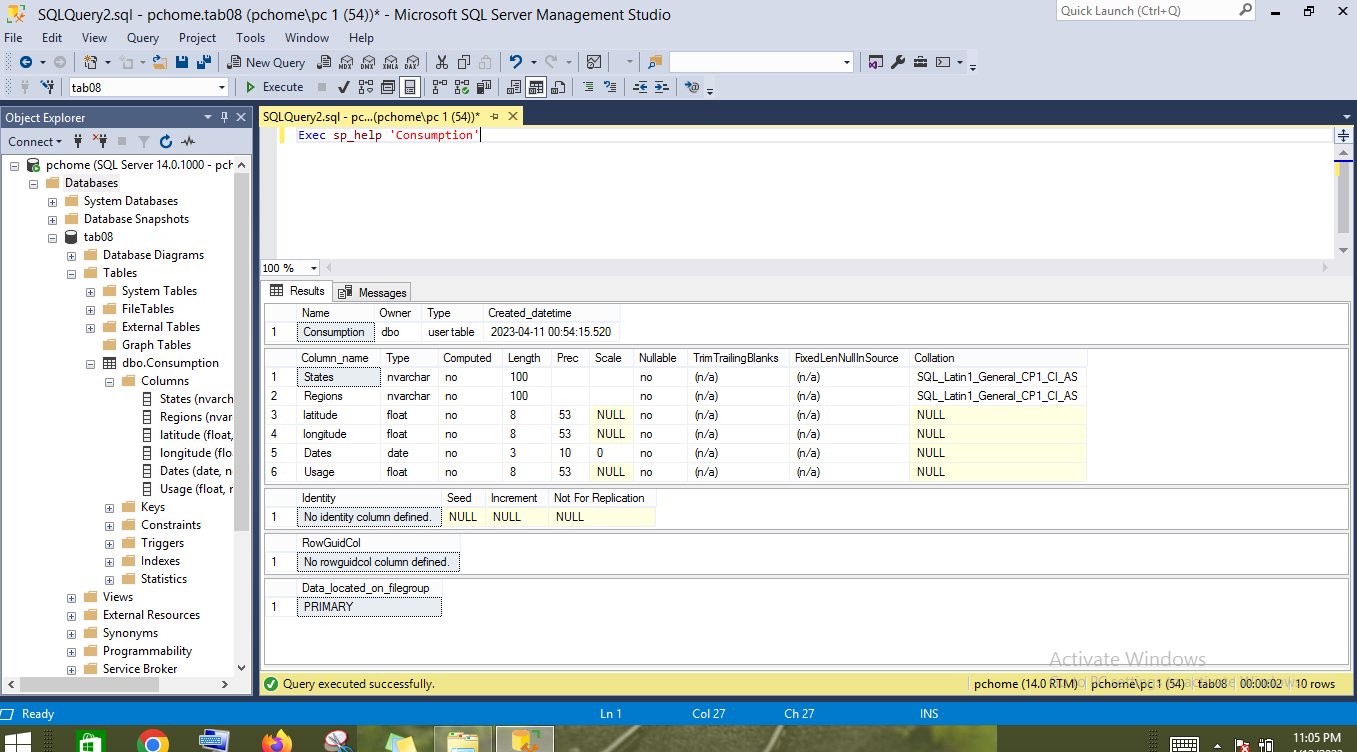 SQLQuery2.sql - pchome.tab08 (pchome\pc 1 (54))* - Microsoft SQL Server Management Studio
Quick Launch (Ctrl+Q)
File Edit View Query Project Tools Window Help
New Query MDX DMX XMLA DAX
tab08 Execute
Object Explorer
Connect
pchome (SQL Server 14.0.1000 - pch
Databases
System Databases
Database Snapshots
tab08
Database Diagrams
Tables
System Tables
FileTables
External Tables
Graph Tables
dbo.Consumption
Columns
States (nvarch
Regions (nvar
latitude (float,
longitude (flo
Dates (date, n
Usage (float, r
Keys
Constraints
Triggers
Indexes
Statistics
Views
External Resources
Synonyms
Programmability
Service Broker
SQLQuery2.sql - pc...(pchome\pc 1 (54))*
Exec sp_help 'Consumption'
100 %
Results Messages
Name Owner Type Created_datetime
1 Consumption dbo user table 2023-04-11 00:54:15.520
Column_name Type Computed Length Prec Scale Nullable TrimTrailingBlanks FixedLenNullInSource Collation
1 States nvarchar no 100 no (n/a) (n/a) SQL_Latin1_General_CP1_CI_AS
2 Regions nvarchar no 100 no (n/a) (n/a) SQL_Latin1_General_CP1_CI_AS
3 latitude float no 8 53 NULL no (n/a) (n/a) NULL
4 longitude float no 8 53 NULL no (n/a) (n/a) NULL
5 Dates date no 3 10 0 no (n/a) (n/a) NULL
6 Usage float no 8 53 NULL no (n/a) (n/a) NULL
Identity Seed Increment Not For Replication
1 No identity column defined. NULL NULL NULL
RowGuidCol
1 No rowguidcol column defined.
Data_located_on_filegroup
1 PRIMARY
Activate Windows
Query executed successfully. pchome (14.0 RTM) pchome\pc 1 (54) tab08 00:00:02 10 rows
Ready Ln 1 Col 27 Ch 27 INS
11:05 PM